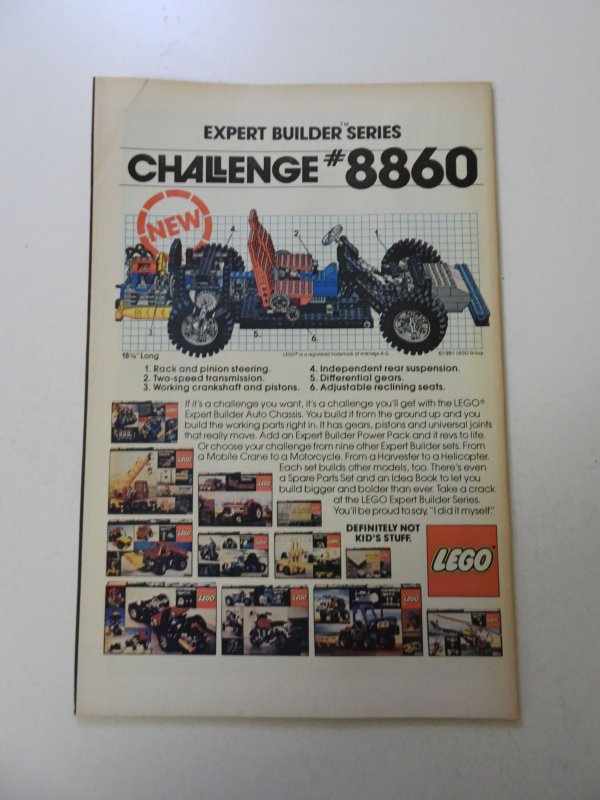 EXPERT BUILDER SERIES™
CHALLENGE #8860
NEW
4.
2.
1.
3.
5.
6.
16½" Long
LEGO® is a registered trademark of Interlego A.G.
©1981 LEGO Group
1. Rack and pinion steering.
2. Two-speed transmission.
3. Working crankshaft and pistons.
4. Independent rear suspension.
5. Differential gears.
6. Adjustable reclining seats.
If it's a challenge you want, it's a challenge you'll get with the LEGO®
Expert Builder Auto Chassis. You build it from the ground up and you
build the working parts right in. It has gears, pistons and universal joints
that really move. Add an Expert Builder Power Pack and it revs to life.
Or choose your challenge from nine other Expert Builder sets. From
a Mobile Crane to a Motorcycle. From a Harvester to a Helicopter.
Each set builds other models, too. There's even
a Spare Parts Set and an Idea Book to let you
build bigger and bolder than ever. Take a crack
at the LEGO Expert Builder Series.
You'll be proud to say, "I did it myself."
DEFINITELY NOT
KID'S STUFF.
LEGO